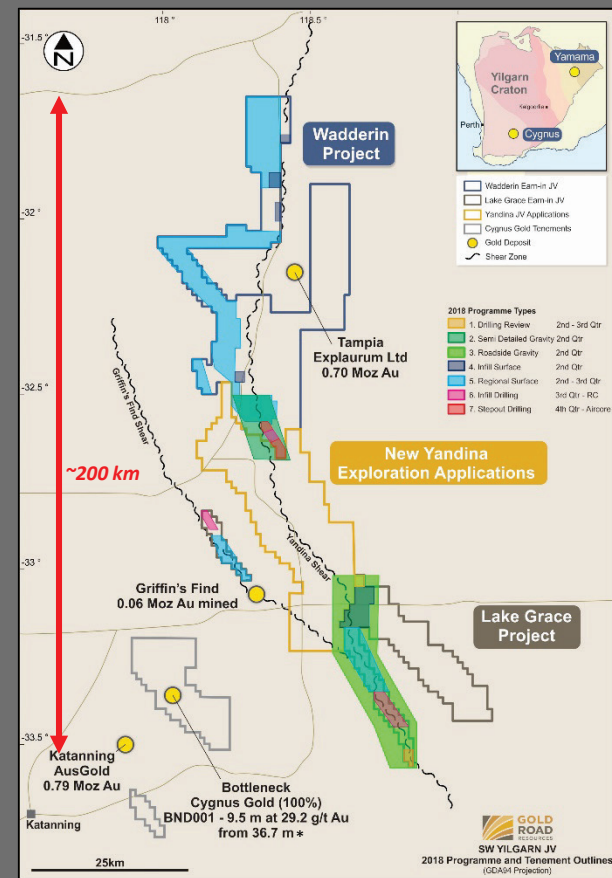 118 °
118.5 °
-31.5°
N
Yilgarn
Craton
Yamarna
Kalgoorlie
Perth
Cygnus
Wadderin
Project
Wadderin Earn-in JV
Lake Grace Earn-in JV
Yandina JV Applications
Cygnus Gold Tenements
Gold Deposit
Shear Zone
-32°
Tampia
Explaurum Ltd
0.70 Moz Au
2018 Programme Types
1. Drilling Review 2nd - 3rd Qtr
2. Semi Detailed Gravity 2nd Qtr
3. Roadside Gravity 2nd Qtr
4. Infill Surface 2nd Qtr
5. Regional Surface 2nd - 3rd Qtr
6. Infill Drilling 3rd Qtr - RC
7. Stepout Drilling 4th Qtr - Aircore
Griffin's Find Shear
-32.5°
~200 km
New Yandina
Exploration Applications
Yandina Shear
-33°
Griffin's Find
0.06 Moz Au mined
Lake Grace
Project
-33.5°
Katanning
AusGold
0.79 Moz Au
Bottleneck
Cygnus Gold (100%)
BND001 - 9.5 m at 29.2 g/t Au
from 36.7 m*
Katanning
25km
GOLD
ROAD
RESOURCES
SW YILGARN JV
2018 Programme and Tenement Outlines
(GDA94 Projection)